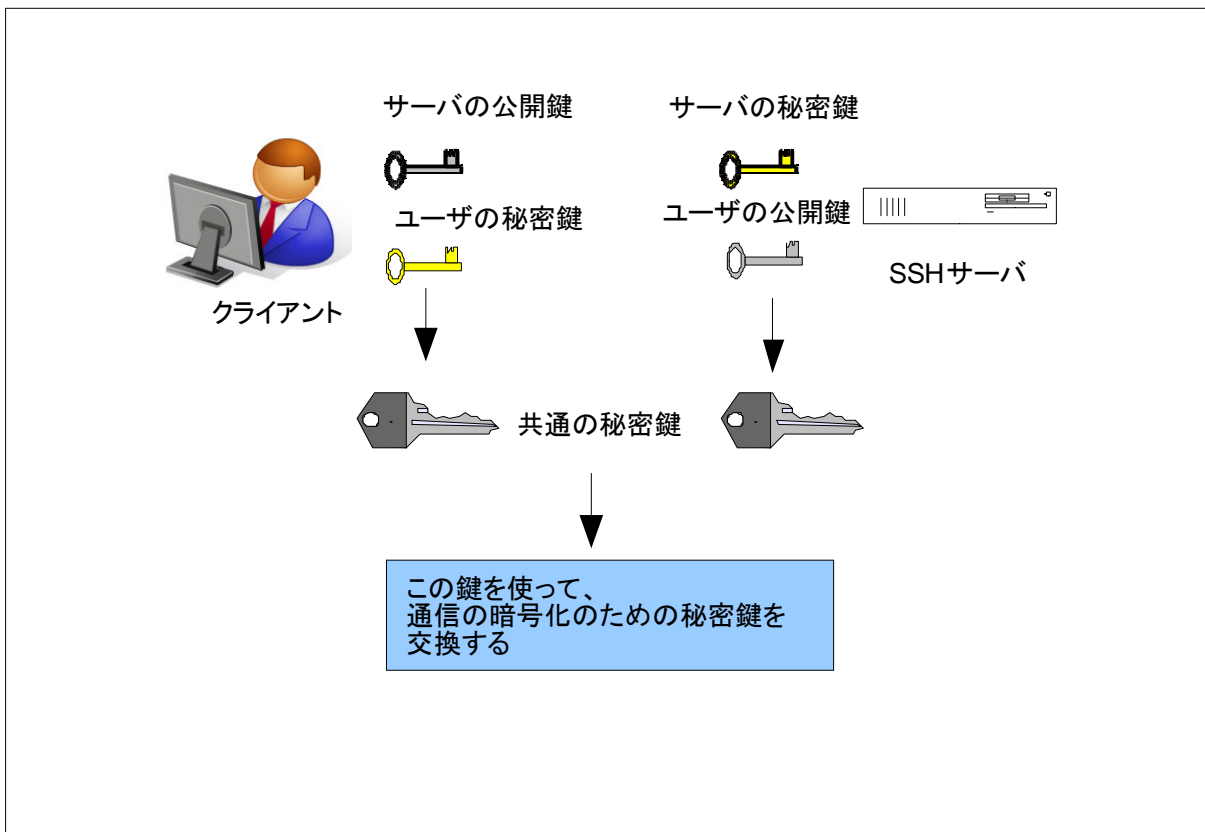 サーバの公開鍵
サーバの秘密鍵
ユーザの秘密鍵
ユーザの公開鍵
クライアント
SSHサーバ
共通の秘密鍵
この鍵を使って、
通信の暗号化のための秘密鍵を
交換する